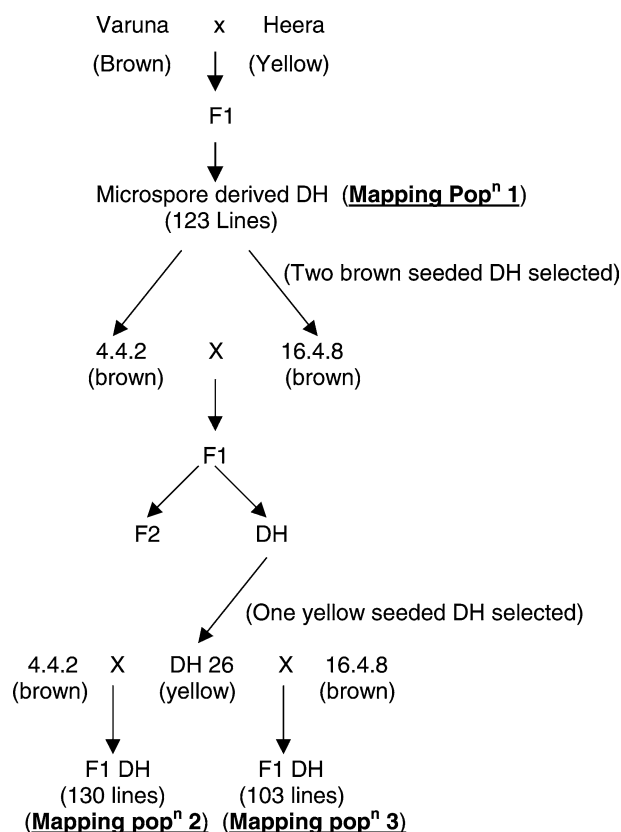 Varuna x Heera
(Brown) (Yellow)
F1
Microspore derived DH (Mapping Popⁿ 1)
(123 Lines)
(Two brown seeded DH selected)
4.4.2 X 16.4.8
(brown) (brown)
F1
F2 DH
(One yellow seeded DH selected)
4.4.2 X DH 26 X 16.4.8
(brown) (yellow) (brown)
F1 DH F1 DH
(130 lines) (103 lines)
(Mapping popⁿ 2) (Mapping popⁿ 3)